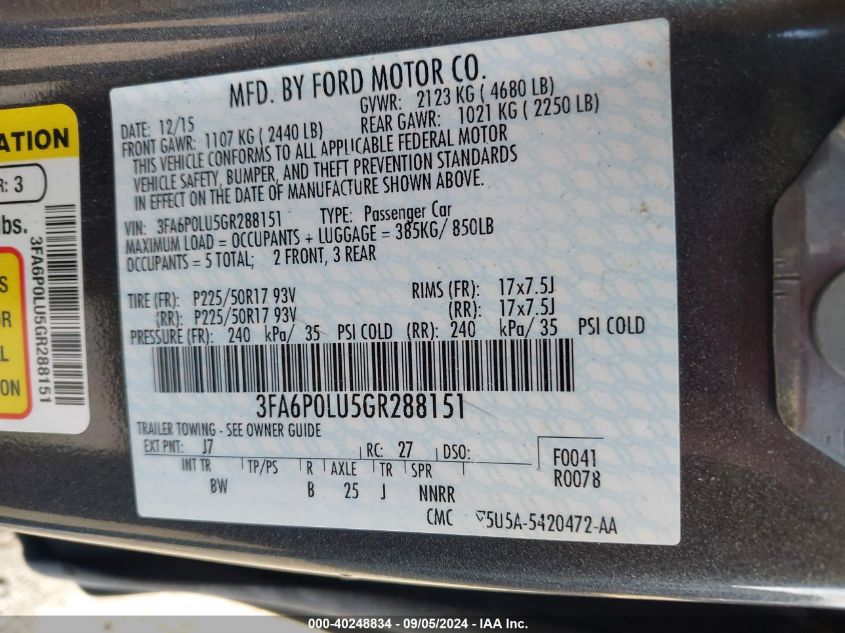 MFD. BY FORD MOTOR CO.
DATE: 12/15 GVWR: 2123 KG ( 4680 LB)
FRONT GAWR: 1107 KG ( 2440 LB) REAR GAWR: 1021 KG ( 2250 LB)
THIS VEHICLE CONFORMS TO ALL APPLICABLE FEDERAL MOTOR
VEHICLE SAFETY, BUMPER, AND THEFT PREVENTION STANDARDS
IN EFFECT ON THE DATE OF MANUFACTURE SHOWN ABOVE.
VIN: 3FA6P0LU5GR288151 TYPE: Passenger Car
MAXIMUM LOAD = OCCUPANTS + LUGGAGE = 385KG/ 850LB
OCCUPANTS = 5 TOTAL; 2 FRONT, 3 REAR
TIRE (FR): P225/50R17 93V RIMS (FR): 17x7.5J
(RR): P225/50R17 93V (RR): 17x7.5J
PRESSURE (FR): 240 kPa/ 35 PSI COLD (RR): 240 kPa/ 35 PSI COLD
3FA6P0LU5GR288151
TRAILER TOWING - SEE OWNER GUIDE
EXT PNT: J7 RC: 27 DSO: F0041
INT TR TP/PS R AXLE TR SPR R0078
BW B 25 J NNRR
CMC 5U5A-5420472-AA
R: 3
lbs.
3FA6P0LU5GR288151
OR
ON
000-40248834 - 09/05/2024 - IAAI.com